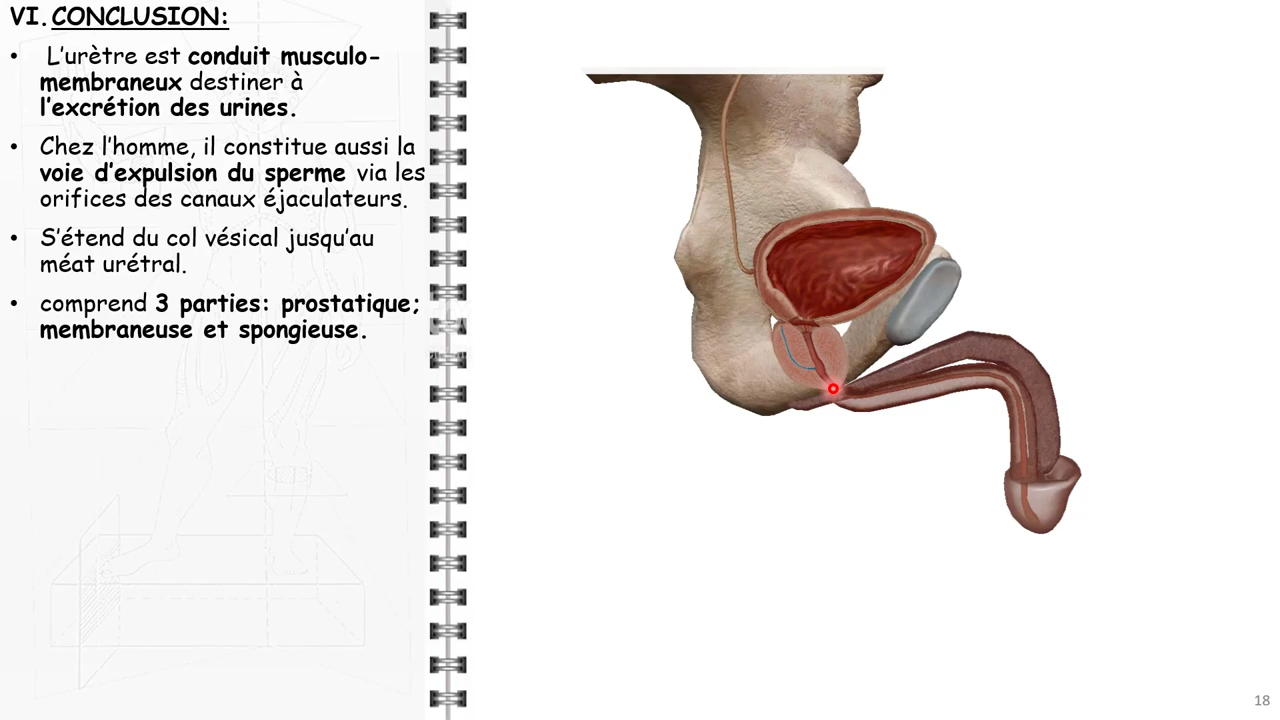 VI. CONCLUSION:
• L'urètre est conduit musculo-
membraneux destiner à
l'excrétion des urines.
• Chez l'homme, il constitue aussi la
voie d'expulsion du sperme via les
orifices des canaux éjaculateurs.
• S'étend du col vésical jusqu'au
méat urétral.
• comprend 3 parties: prostatique;
membraneuse et spongieuse.
18